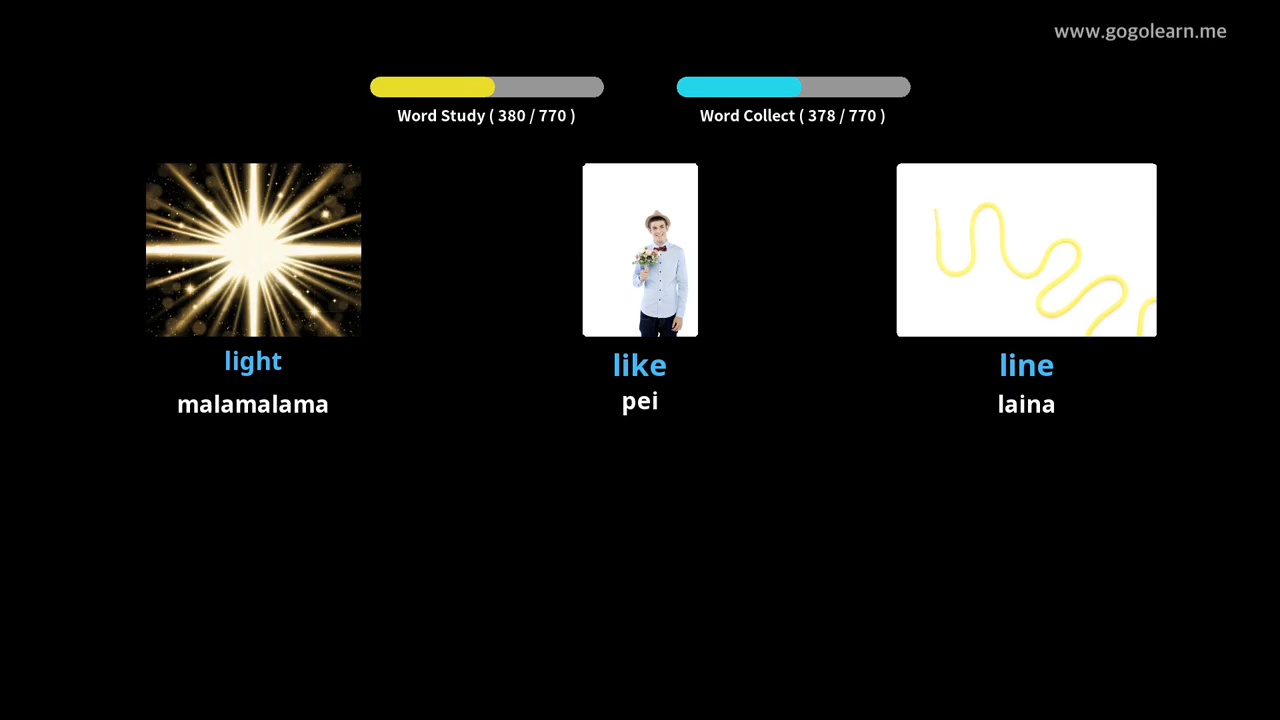 www.gogolearn.me
Word Study ( 380 / 770 )
Word Collect ( 378 / 770 )
light
malamalama
like
pei
line
laina